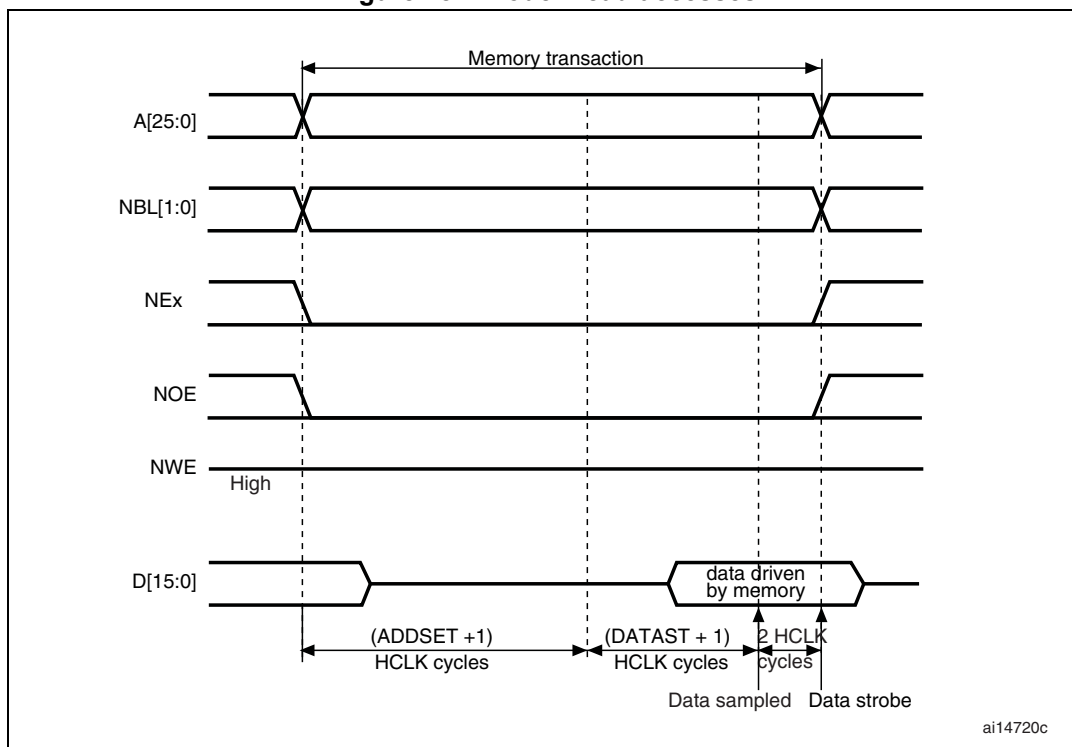 Memory transaction
A[25:0]
NBL[1:0]
NEx
NOE
NWE
High
D[15:0]
data driven
by memory
(ADDSET +1)
HCLK cycles
(DATAST + 1)
HCLK cycles
2 HCLK
cycles
Data sampled
Data strobe
ai14720c